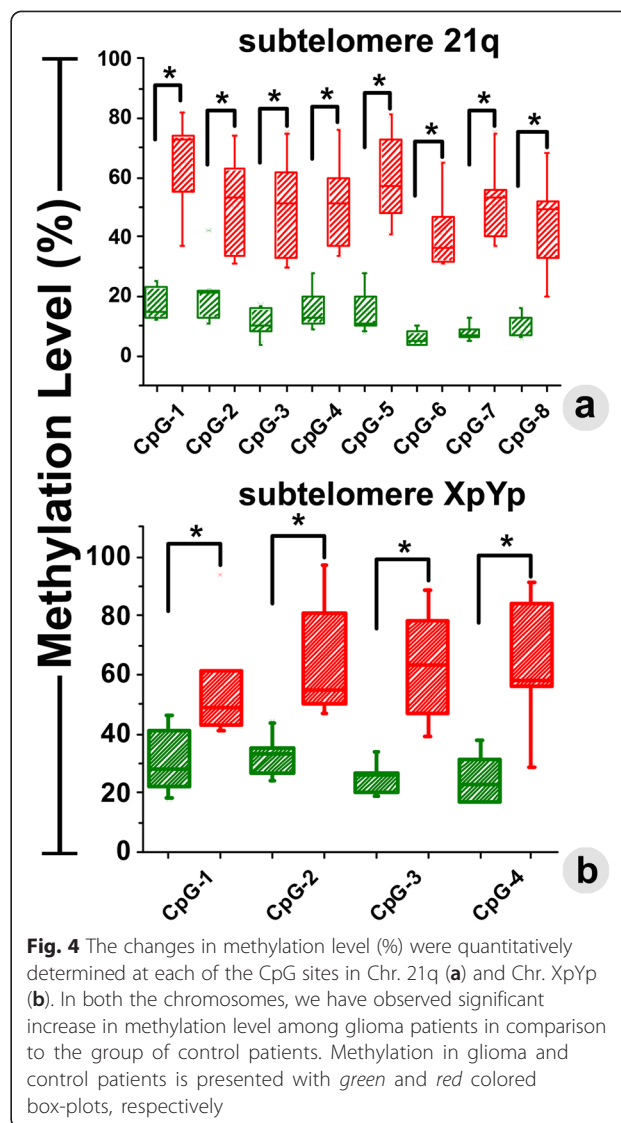 subtelomere 21q
Methylation Level (%)
100
80
60
40
20
0
* * * * * * * *
CpG-1 CpG-2 CpG-3 CpG-4 CpG-5 CpG-6 CpG-7 CpG-8
a
subtelomere XpYp
100
80
60
40
20
0
* * * *
CpG-1 CpG-2 CpG-3 CpG-4
b
Fig. 4 The changes in methylation level (%) were quantitatively
determined at each of the CpG sites in Chr. 21q (a) and Chr. XpYp
(b). In both the chromosomes, we have observed significant
increase in methylation level among glioma patients in comparison
to the group of control patients. Methylation in glioma and
control patients is presented with green and red colored
box-plots, respectively